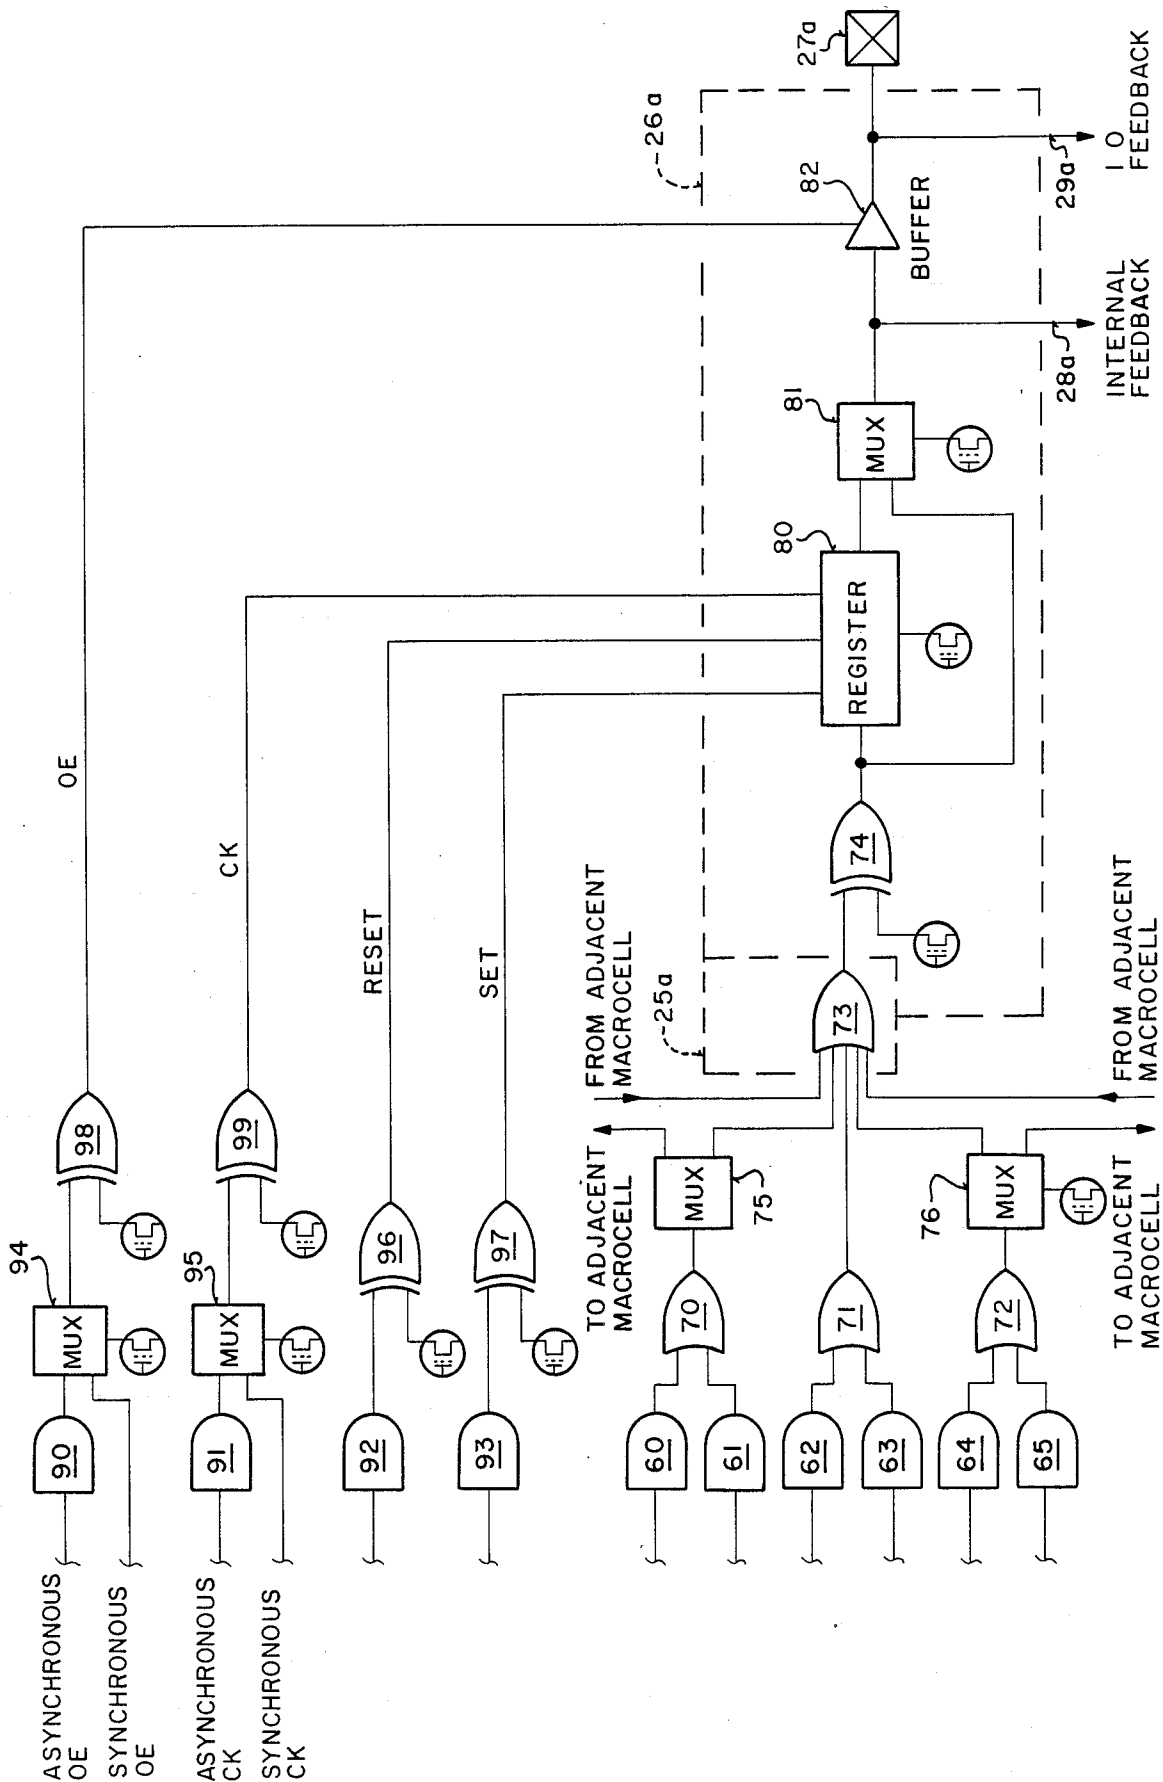 ASYNCHRONOUS
OE
SYNCHRONOUS
OE
ASYNCHRONOUS
CK
SYNCHRONOUS
CK
90
91
92
93
94
MUX
95
MUX
98
99
96
97
OE
CK
RESET
SET
60
61
62
63
64
65
70
71
72
MUX
75
76
MUX
TO ADJACENT
MACROCELL
TO ADJACENT
MACROCELL
FROM ADJACENT
MACROCELL
FROM ADJACENT
MACROCELL
25a
73
74
REGISTER
80
MUX
81
BUFFER
82
26a
27a
28a
INTERNAL
FEEDBACK
29a
I O
FEEDBACK